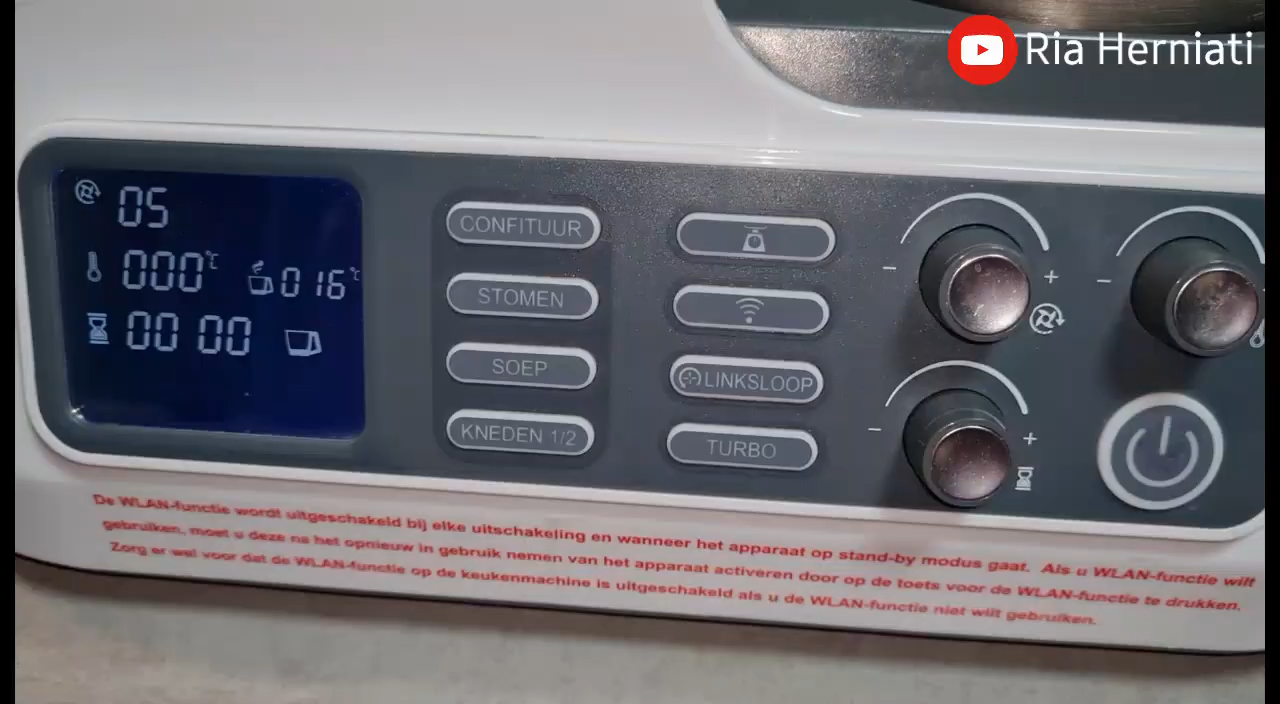 Ria Herniati
05
000°C 016°C
00 00
CONFITUUR
STOMEN
SOEP
KNEDEN 1/2
LINKSLOOP
TURBO
- +
-
- +
De WLAN-functie wordt uitgeschakeld bij elke uitschakeling en wanneer het apparaat op stand-by modus gaat. Als u WLAN-functie wilt
gebruiken, moet u deze na het opnieuw in gebruik nemen van het apparaat activeren door op de toets voor de WLAN-functie te drukken.
Zorg er wel voor dat de WLAN-functie op de keukenmachine is uitgeschakeld als u de WLAN-functie niet wilt gebruiken.